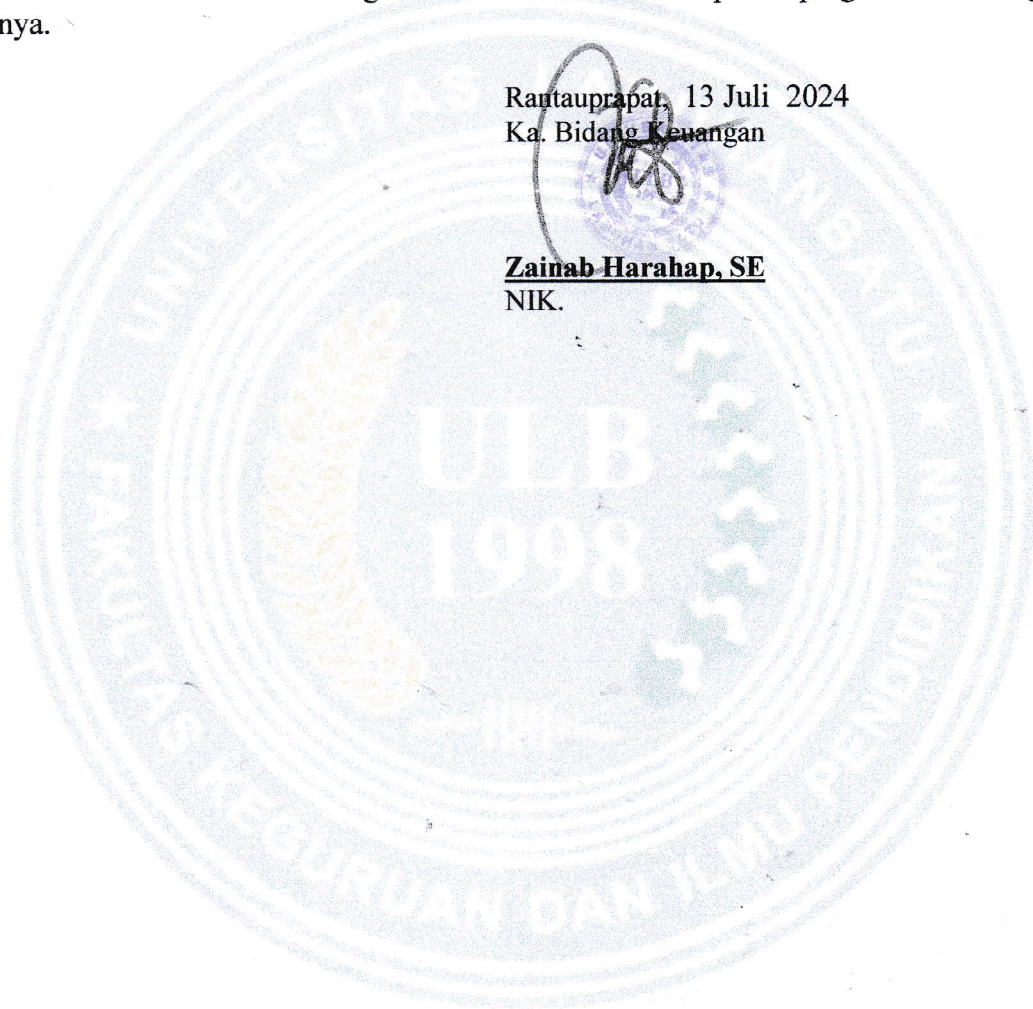 nya.
Rantauprapat, 13 Juli 2024
Ka. Bidang Keuangan
Zainab Harahap, SE
NIK.
UNIVERSITAS LABUHANBATU
ULB
1998
FAKULTAS KEGURUAN DAN ILMU PENDIDIKAN